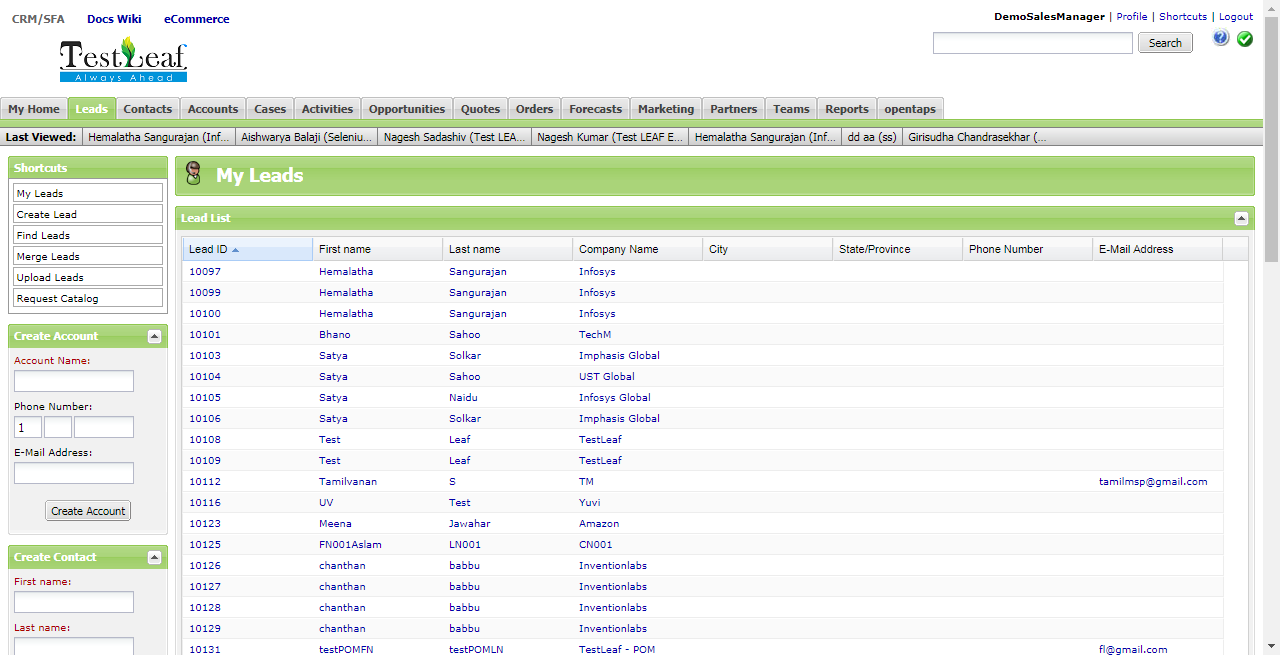 CRM/SFA Docs Wiki eCommerce
DemoSalesManager | Profile | Shortcuts | Logout
TestLeaf
Always Ahead
Search
My Home Leads Contacts Accounts Cases Activities Opportunities Quotes Orders Forecasts Marketing Partners Teams Reports opentaps
Last Viewed: Hemalatha Sangurajan (Inf... Aishwarya Balaji (Seleniu... Nagesh Sadashiv (Test LEA... Nagesh Kumar (Test LEAF E... Hemalatha Sangurajan (Inf... dd aa (ss) Girisudha Chandrasekhar (...
Shortcuts
My Leads
Create Lead
Find Leads
Merge Leads
Upload Leads
Request Catalog
Create Account
Account Name:
Phone Number:
1
E-Mail Address:
Create Account
Create Contact
First name:
Last name:
My Leads
Lead List
Lead ID First name Last name Company Name City State/Province Phone Number E-Mail Address
10097 Hemalatha Sangurajan Infosys
10099 Hemalatha Sangurajan Infosys
10100 Hemalatha Sangurajan Infosys
10101 Bhano Sahoo TechM
10103 Satya Solkar Imphasis Global
10104 Satya Sahoo UST Global
10105 Satya Naidu Infosys Global
10106 Satya Solkar Imphasis Global
10108 Test Leaf TestLeaf
10109 Test Leaf TestLeaf
10112 Tamilvanan S TM tamilmsp@gmail.com
10116 UV Test Yuvi
10123 Meena Jawahar Amazon
10125 FN001Aslam LN001 CN001
10126 chanthan babbu Inventionlabs
10127 chanthan babbu Inventionlabs
10128 chanthan babbu Inventionlabs
10129 chanthan babbu Inventionlabs
10131 testPOMFN testPOMLN TestLeaf - POM fl@gmail.com